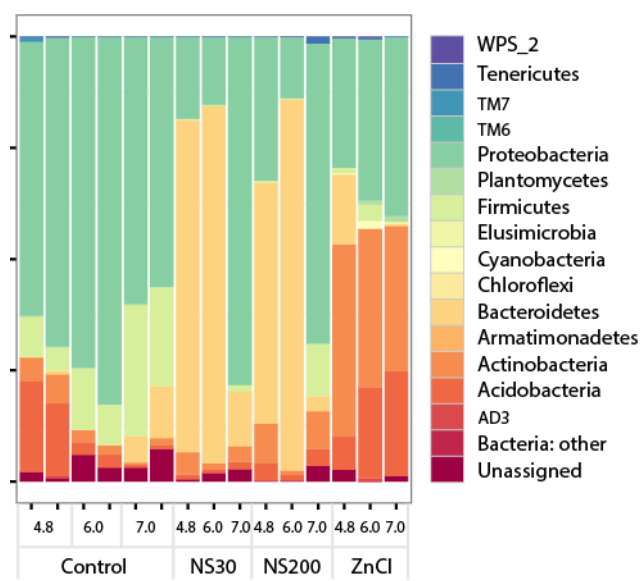 WPS_2
Tenericutes
TM7
TM6
Proteobacteria
Plantomycetes
Firmicutes
Elusimicrobia
Cyanobacteria
Chloroflexi
Bacteroidetes
Armatimonadetes
Actinobacteria
Acidobacteria
AD3
Bacteria: other
Unassigned
4.8 6.0 7.0 4.8 6.0 7.0 4.8 6.0 7.0 4.8 6.0 7.0
Control NS30 NS200 ZnCl